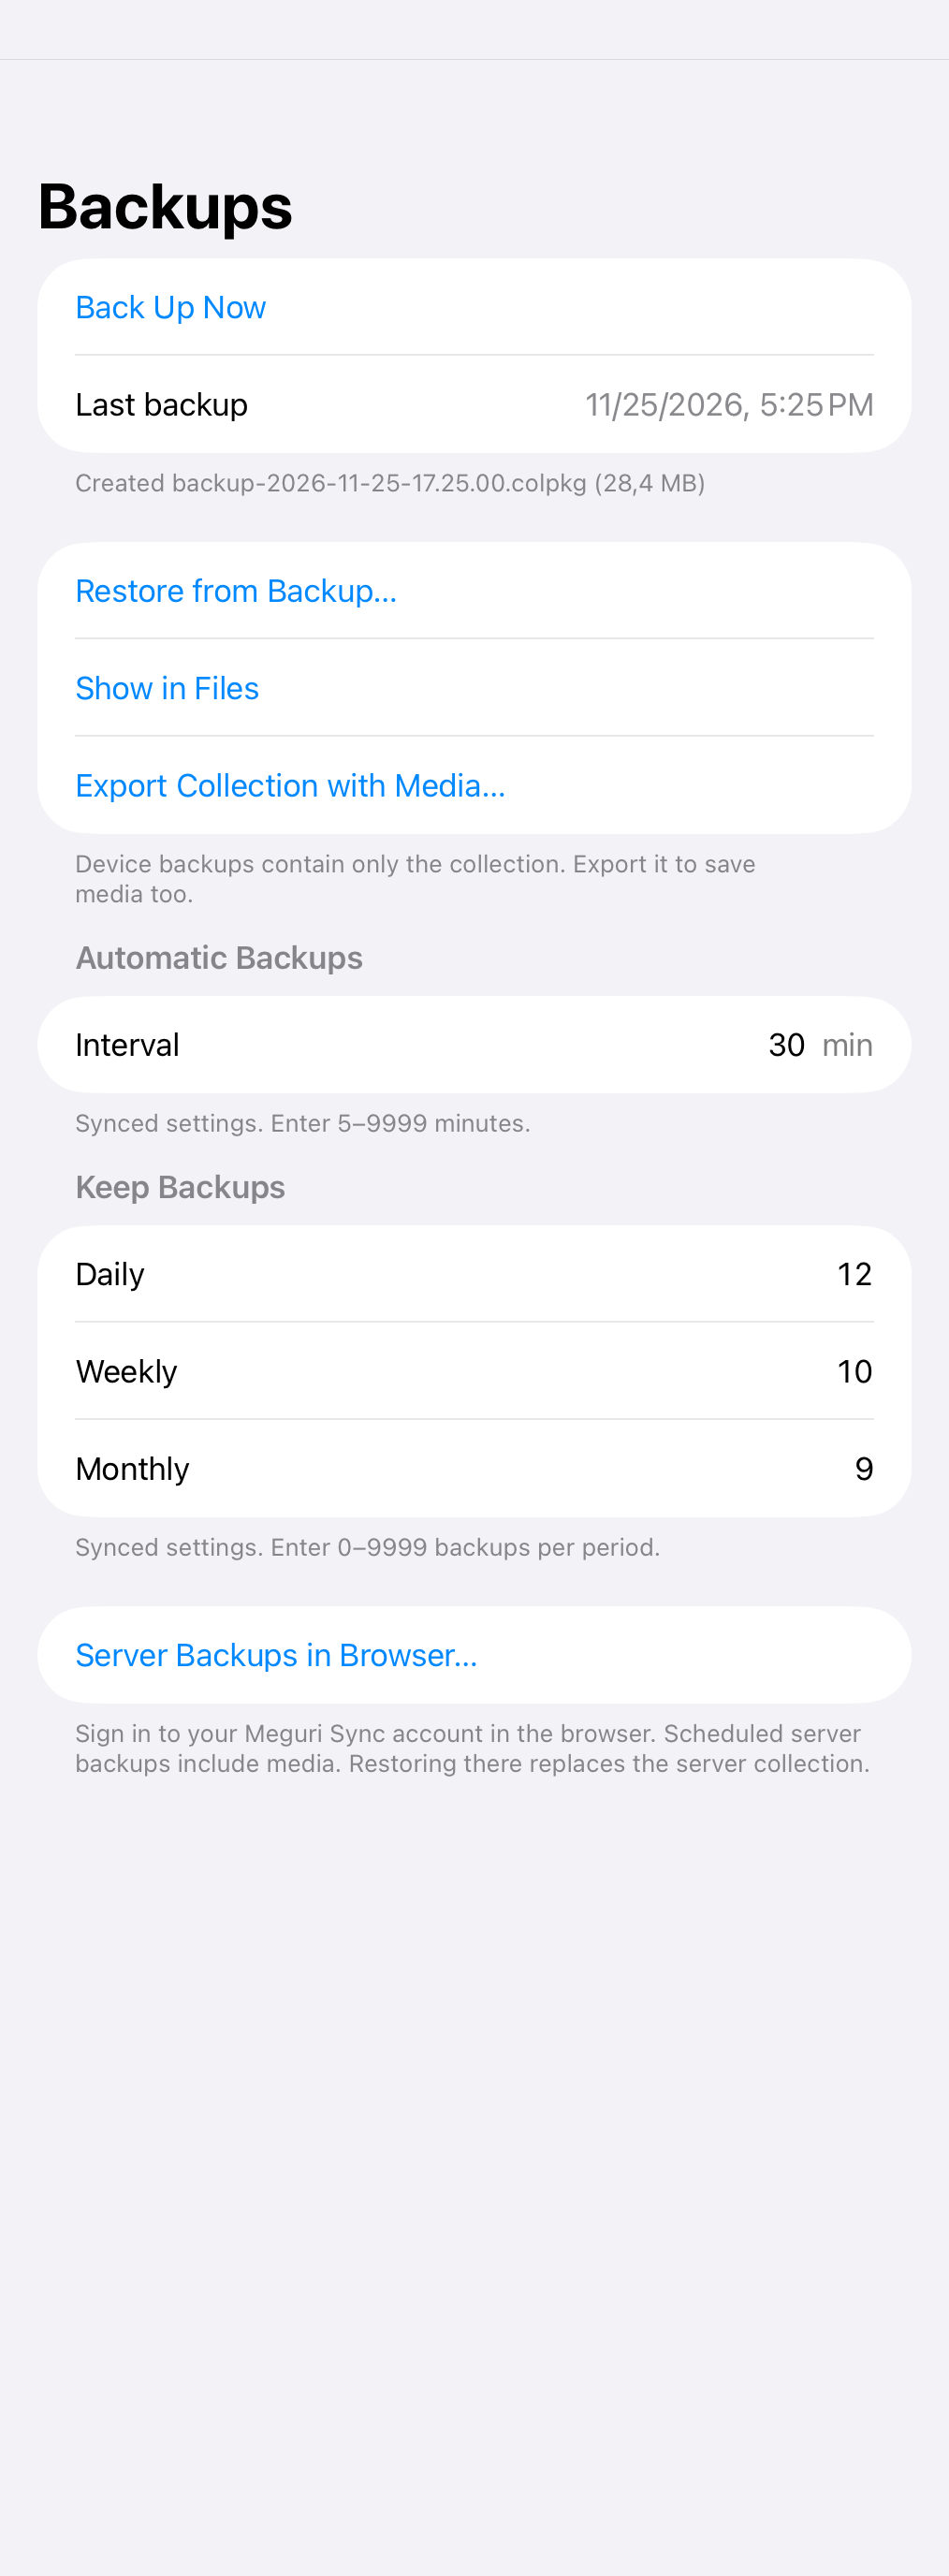 Backups
Back Up Now
Last backup 11/25/2026, 5:25 PM
Created backup-2026-11-25-17.25.00.colpkg (28,4 MB)
Restore from Backup...
Show in Files
Export Collection with Media...
Device backups contain only the collection. Export it to save
media too.
Automatic Backups
Interval 30 min
Synced settings. Enter 5–9999 minutes.
Keep Backups
Daily 12
Weekly 10
Monthly 9
Synced settings. Enter 0–9999 backups per period.
Server Backups in Browser...
Sign in to your Meguri Sync account in the browser. Scheduled server
backups include media. Restoring there replaces the server collection.